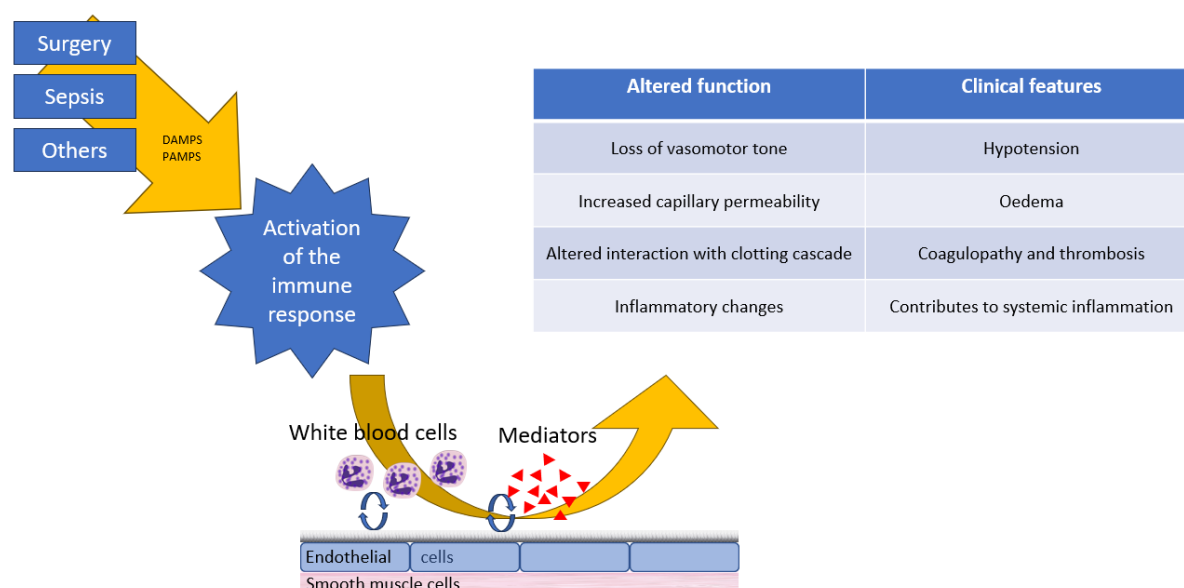 Surgery
Sepsis
Others
DAMPS
PAMPS
Activation
of the
immune
response
Altered function
Clinical features
Loss of vasomotor tone
Hypotension
Increased capillary permeability
Oedema
Altered interaction with clotting cascade
Coagulopathy and thrombosis
Inflammatory changes
Contributes to systemic inflammation
White blood cells
Mediators
Endothelial cells
Smooth muscle cells